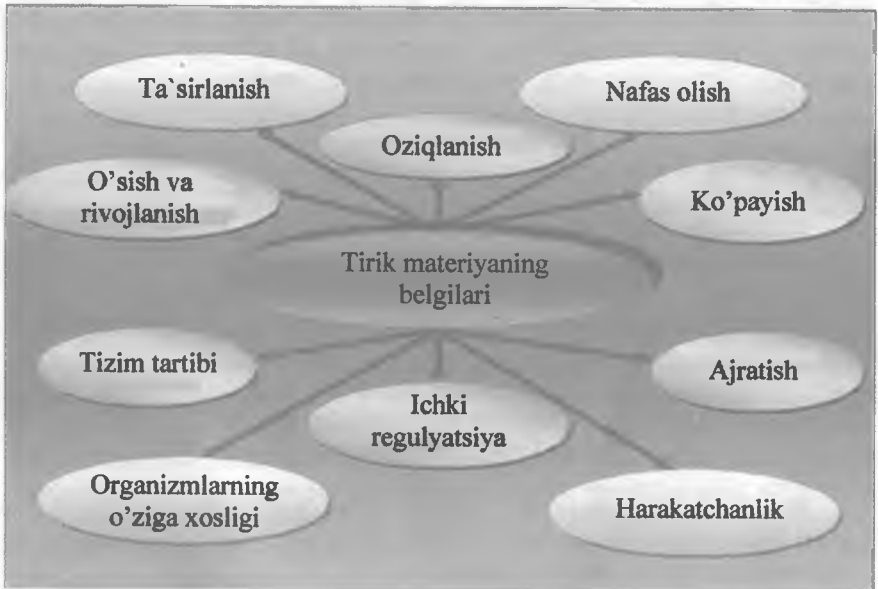 Ta`sirlanish
Nafas olish
Oziqlanish
O’sish va
rivojlanish
Ko’payish
Tirik materiyaning
belgilari
Tizim tartibi
Ajratish
Ichki
regulyatsiya
Organizmlarning
o’ziga xosligi
Harakatchanlik